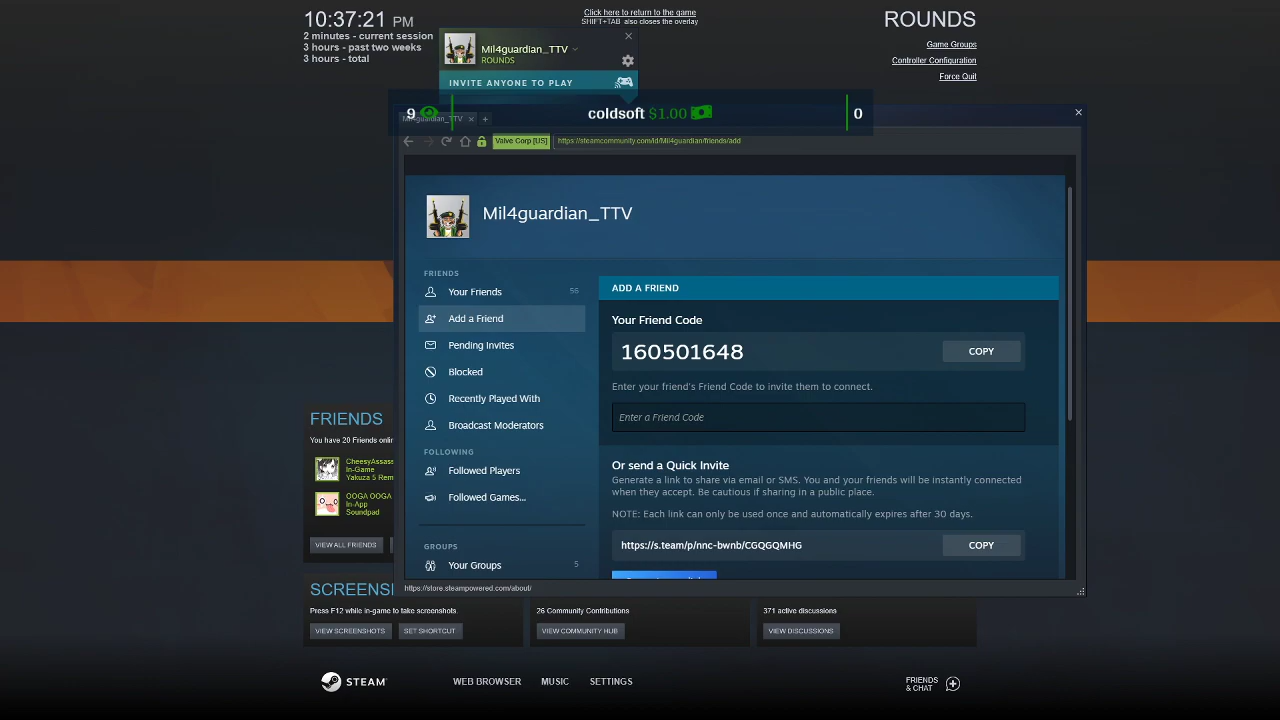 10:37:21 PM
2 minutes - current session
3 hours - past two weeks
3 hours - total
Click here to return to the game
SHIFT+TAB also closes the overlay
ROUNDS
Game Groups
Controller Configuration
Force Quit
Mil4guardian_TTV
ROUNDS
INVITE ANYONE TO PLAY
9
coldsoft $1.00
0
Mil4guardian_TTV
Valve Corp [US]
https://steamcommunity.com/id/Mil4guardian/friends/add
Mil4guardian_TTV
FRIENDS
Your Friends 56
Add a Friend
Pending Invites
Blocked
Recently Played With
Broadcast Moderators
FOLLOWING
Followed Players
Followed Games...
GROUPS
Your Groups 5
ADD A FRIEND
Your Friend Code
160501648
COPY
Enter your friend's Friend Code to invite them to connect.
Enter a Friend Code
Or send a Quick Invite
Generate a link to share via email or SMS. You and your friends will be instantly connected
when they accept. Be cautious if sharing in a public place.
NOTE: Each link can only be used once and automatically expires after 30 days.
https://s.team/p/nnc-bwnb/CGQGQMHG
COPY
https://store.steampowered.com/about/
FRIENDS
You have 20 Friends onlin
CheesyAssass
In-Game
Yakuza 5 Rem
OOGA OOGA
In-App
Soundpad
VIEW ALL FRIENDS
SCREENS
Press F12 while in-game to take screenshots.
VIEW SCREENSHOTS
SET SHORTCUT
26 Community Contributions
VIEW COMMUNITY HUB
371 active discussions
VIEW DISCUSSIONS
STEAM
WEB BROWSER
MUSIC
SETTINGS
FRIENDS
& CHAT